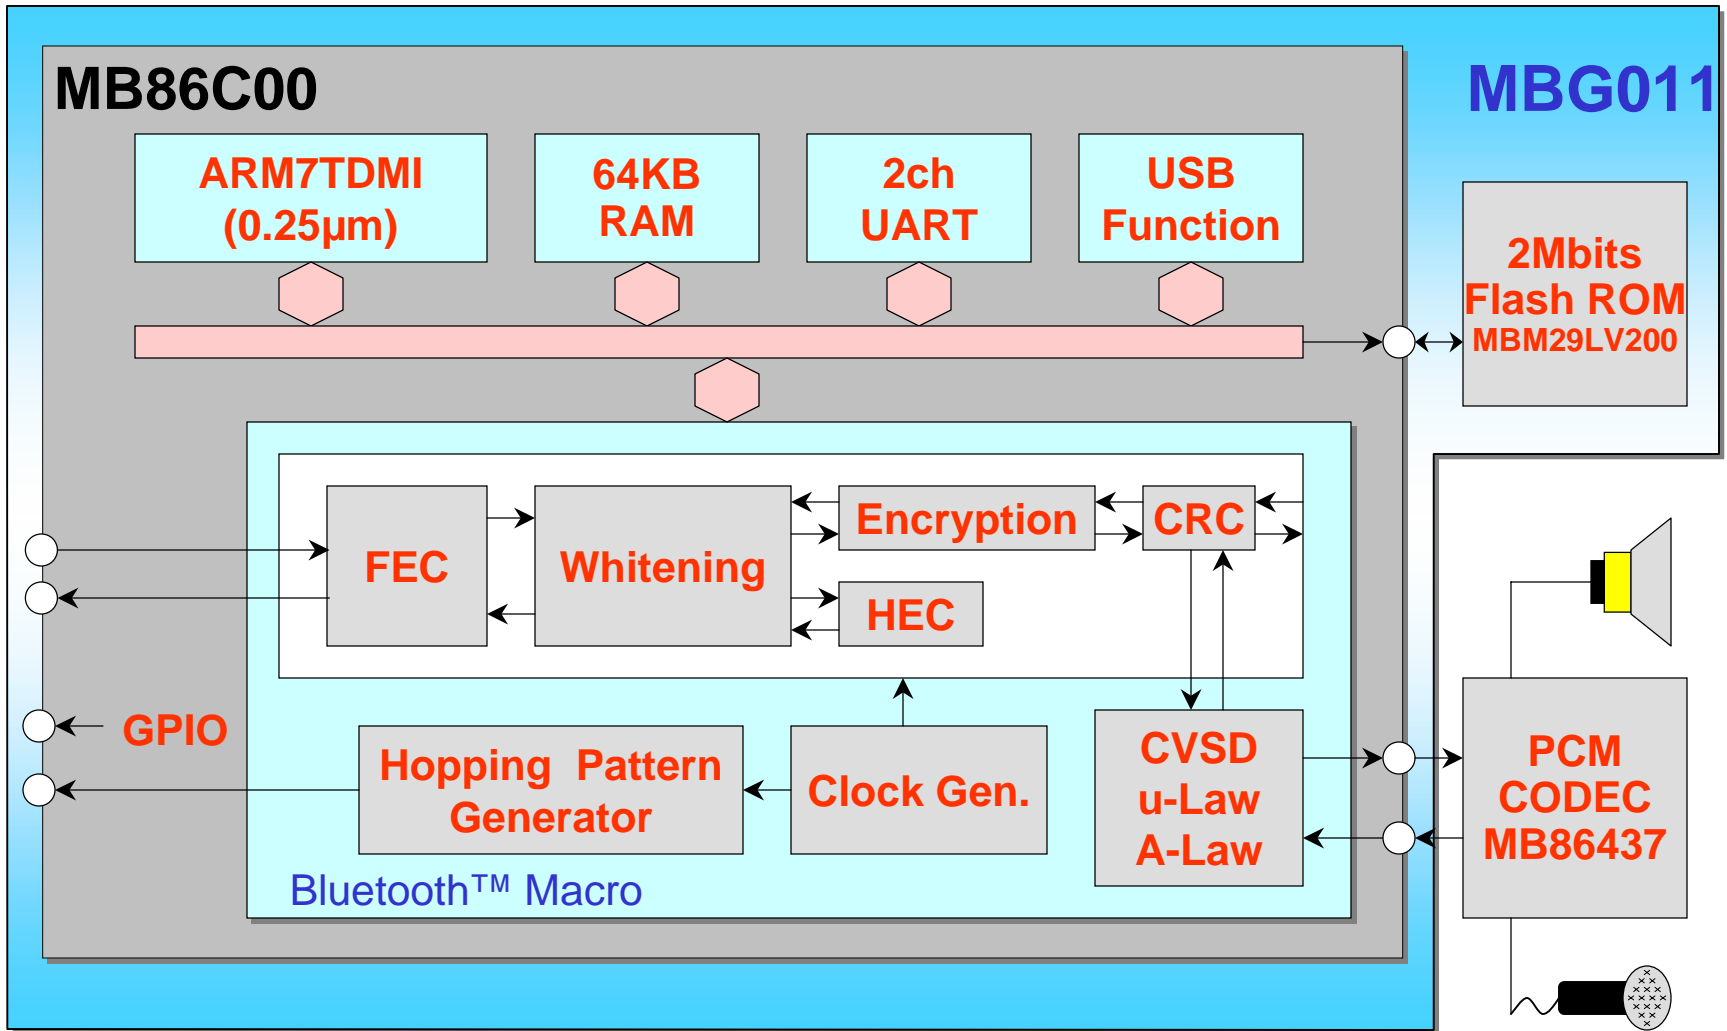 MB86C00
MBG011
ARM7TDMI
(0.25µm)
64KB
RAM
2ch
UART
USB
Function
2Mbits
Flash ROM
MBM29LV200
FEC
Whitening
Encryption
CRC
HEC
GPIO
Hopping Pattern
Generator
Clock Gen.
CVSD
u-Law
A-Law
PCM
CODEC
MB86437
Bluetooth™ Macro